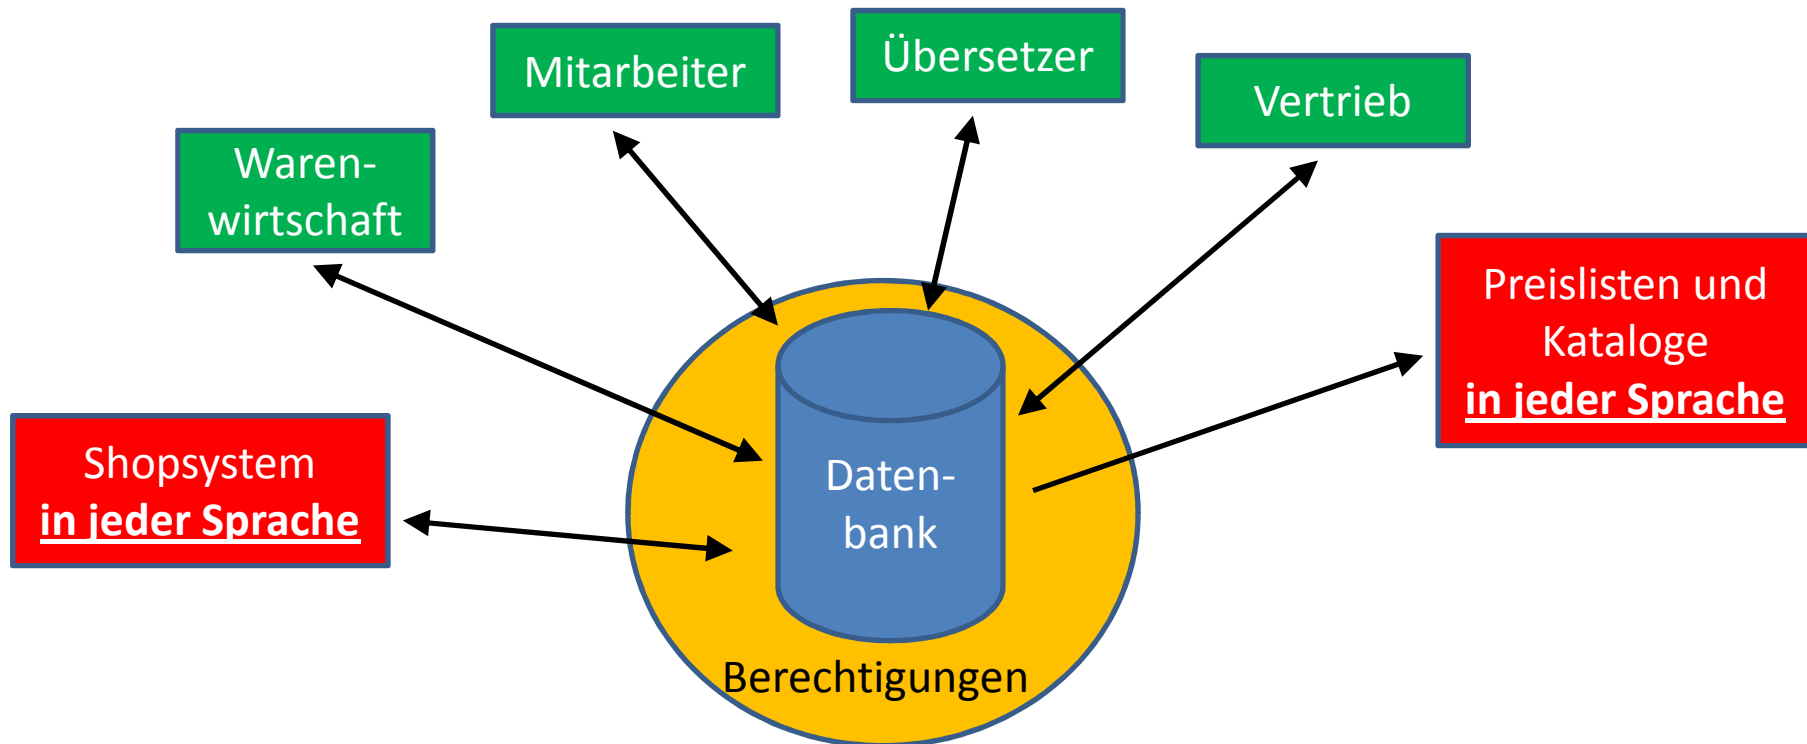 Mitarbeiter
Übersetzer
Vertrieb
Waren-
wirtschaft
Preislisten und
Kataloge
in jeder Sprache
Shopsystem
in jeder Sprache
Daten-
bank
Berechtigungen